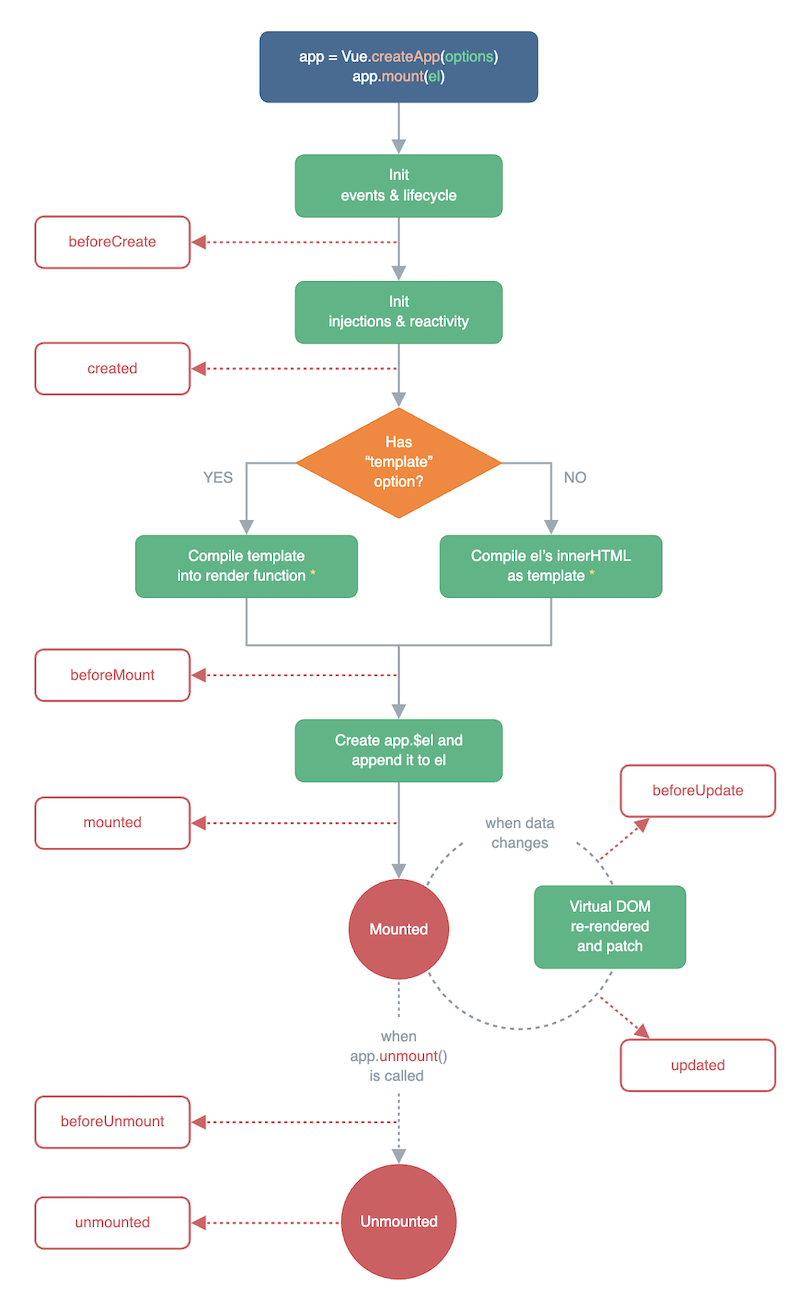 app = Vue.createApp(options)
app.mount(el)
Init
events & lifecycle
beforeCreate
Init
injections & reactivity
created
Has
“template”
option?
YES
NO
Compile template
into render function *
Compile el’s innerHTML
as template *
beforeMount
Create app.$el and
append it to el
beforeUpdate
mounted
when data
changes
Virtual DOM
re-rendered
and patch
Mounted
when
app.unmount()
is called
updated
beforeUnmount
unmounted
Unmounted